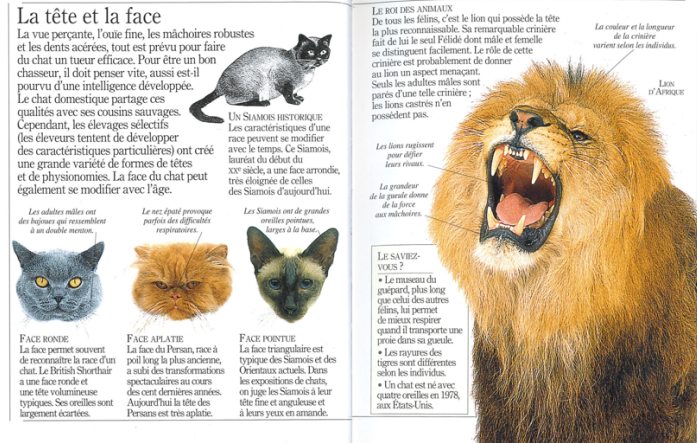 La tête et la face
La vue perçante, l'ouïe fine, les mâchoires robustes
et les dents acérées, tout est prévu pour faire
du chat un tueur efficace. Pour être un bon
chasseur, il doit penser vite, aussi est-il
pourvu d'une intelligence développée.
Le chat domestique partage ces
qualités avec ses cousins sauvages.
Cependant, les élevages sélectifs
(les éleveurs tentent de développer
des caractéristiques particulières) ont créé
une grande variété de formes de têtes
et de physionomies. La face du chat peut
également se modifier avec l'âge.
UN SIAMOIS HISTORIQUE
Les caractéristiques d'une
race peuvent se modifier
avec le temps. Ce Siamois,
lauréat du début du
XXe siècle, a une face arrondie,
très éloignée de celles
des Siamois d'aujourd'hui.
Les adultes mâles ont
des bajoues qui ressemblent
à un double menton.
Le nez épaté provoque
parfois des difficultés
respiratoires.
Les Siamois ont de grandes
oreilles pointues,
larges à la base.
FACE RONDE
La face permet souvent
de reconnaître la race d'un
chat. Le British Shorthair
a une face ronde et
une tête volumineuse
typiques. Ses oreilles sont
largement écartées.
FACE APLATIE
La face du Persan, race à
poil long la plus ancienne,
a subi des transformations
spectaculaires au cours
des cent dernières années.
Aujourd'hui la tête des
Persans est très aplatie.
FACE POINTUE
La face triangulaire est
typique des Siamois et des
Orientaux actuels. Dans
les expositions de chats,
on juge les Siamois à leur
tête fine et anguleuse et
à leurs yeux en amande.
LE ROI DES ANIMAUX
De tous les félins, c'est le lion qui possède la tête
la plus reconnaissable. Sa remarquable crinière
fait de lui le seul Félidé dont mâle et femelle
se distinguent facilement. Le rôle de cette
crinière est probablement de donner
au lion un aspect menaçant.
Seuls les adultes mâles sont
parés d'une telle crinière ;
les lions castrés n'en
possèdent pas.
La couleur et la longueur
de la crinière
varient selon les individus.
LION
D'AFRIQUE
Les lions rugissent
pour défier
leurs rivaux.
La grandeur
de la gueule donne
de la force
aux mâchoires.
LE SAVIEZ-
VOUS ?
• Le museau du
guépard, plus long
que celui des autres
félins, lui permet
de mieux respirer
quand il transporte une
proie dans sa gueule.
• Les rayures des
tigres sont différentes
selon les individus.
• Un chat est né avec
quatre oreilles en 1978,
aux États-Unis.